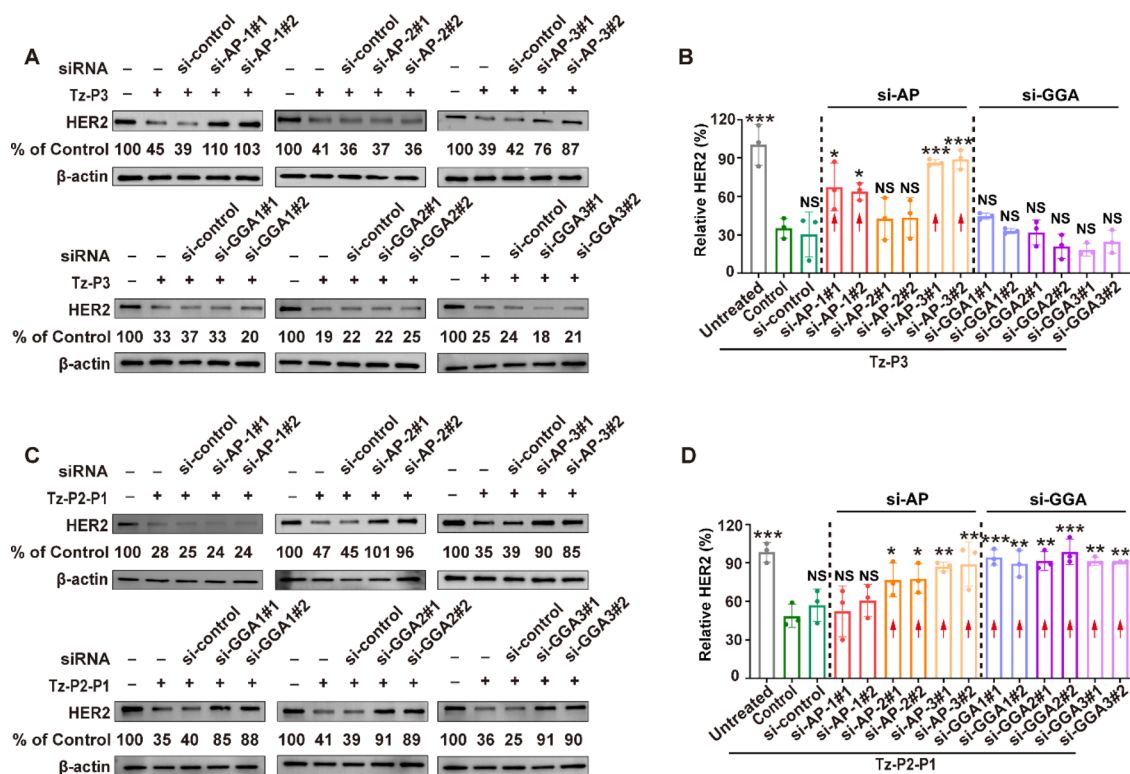 A
siRNA – – si-control si-AP-1#1 si-AP-1#2 – – si-control si-AP-2#1 si-AP-2#2 – – si-control si-AP-3#1 si-AP-3#2
Tz-P3 – + + + + – + + + + – + + + +
HER2
% of Control 100 45 39 110 103 100 41 36 37 36 100 39 42 76 87
β-actin
siRNA – – si-control si-GGA1#1 si-GGA1#2 – – si-control si-GGA2#1 si-GGA2#2 – – si-control si-GGA3#1 si-GGA3#2
Tz-P3 – + + + + – + + + + – + + + +
HER2
% of Control 100 33 37 33 20 100 19 22 22 25 100 25 24 18 21
β-actin
B
si-AP si-GGA
Relative HER2 (%)
120
90
60
30
0
*** NS * * NS NS *** *** NS NS NS NS NS NS
Untreated Control si-control si-AP-1#1 si-AP-1#2 si-AP-2#1 si-AP-2#2 si-AP-3#1 si-AP-3#2 si-GGA1#1 si-GGA1#2 si-GGA2#1 si-GGA2#2 si-GGA3#1 si-GGA3#2
Tz-P3
C
siRNA – – si-control si-AP-1#1 si-AP-1#2 – – si-control si-AP-2#1 si-AP-2#2 – – si-control si-AP-3#1 si-AP-3#2
Tz-P2-P1 – + + + + – + + + + – + + + +
HER2
% of Control 100 28 25 24 24 100 47 45 101 96 100 35 39 90 85
β-actin
siRNA – – si-control si-GGA1#1 si-GGA1#2 – – si-control si-GGA2#1 si-GGA2#2 – – si-control si-GGA3#1 si-GGA3#2
Tz-P2-P1 – + + + + – + + + + – + + + +
HER2
% of Control 100 35 40 85 88 100 41 39 91 89 100 36 25 91 90
β-actin
D
si-AP si-GGA
Relative HER2 (%)
120
90
60
30
0
*** NS NS NS * * ** ** *** ** ** *** ** **
Untreated Control si-control si-AP-1#1 si-AP-1#2 si-AP-2#1 si-AP-2#2 si-AP-3#1 si-AP-3#2 si-GGA1#1 si-GGA1#2 si-GGA2#1 si-GGA2#2 si-GGA3#1 si-GGA3#2
Tz-P2-P1